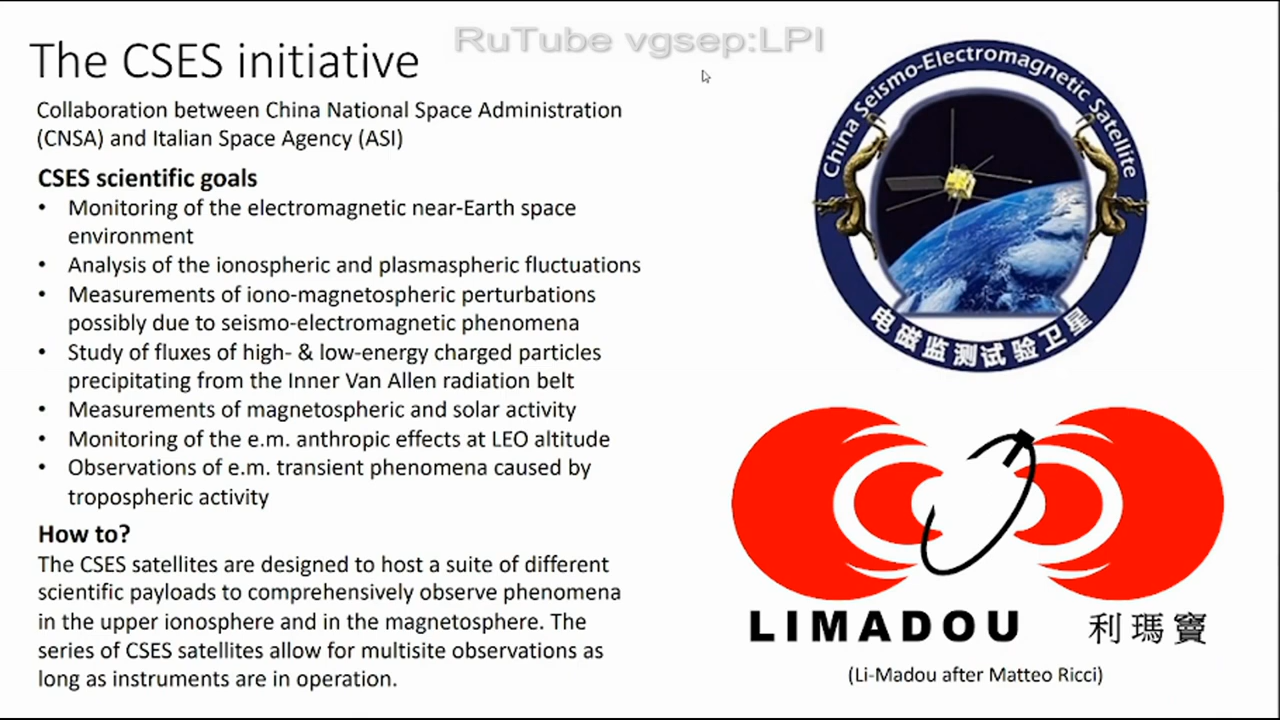 RuTube vgsep:LPI
The CSES initiative
Collaboration between China National Space Administration
(CNSA) and Italian Space Agency (ASI)
CSES scientific goals
• Monitoring of the electromagnetic near-Earth space
environment
• Analysis of the ionospheric and plasmaspheric fluctuations
• Measurements of iono-magnetospheric perturbations
possibly due to seismo-electromagnetic phenomena
• Study of fluxes of high- & low-energy charged particles
precipitating from the Inner Van Allen radiation belt
• Measurements of magnetospheric and solar activity
• Monitoring of the e.m. anthropic effects at LEO altitude
• Observations of e.m. transient phenomena caused by
tropospheric activity
How to?
The CSES satellites are designed to host a suite of different
scientific payloads to comprehensively observe phenomena
in the upper ionosphere and in the magnetosphere. The
series of CSES satellites allow for multisite observations as
long as instruments are in operation.
China Seismo-Electromagnetic Satellite
电磁监测试验卫星
LIMADOU 利瑪竇
(Li-Madou after Matteo Ricci)